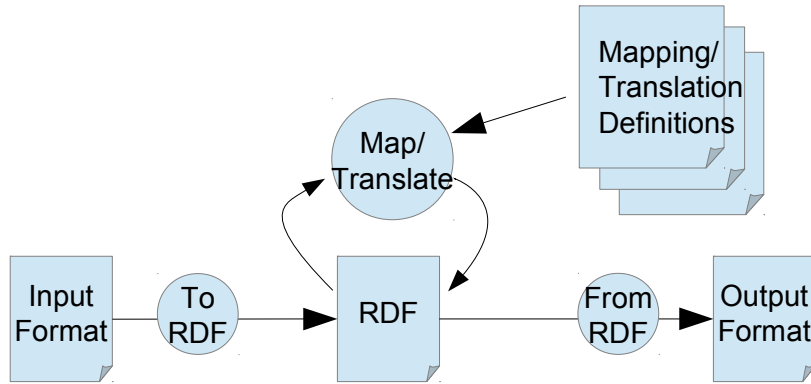 Mapping/
Translation
Definitions
Map/
Translate
Input
Format
To
RDF
RDF
From
RDF
Output
Format